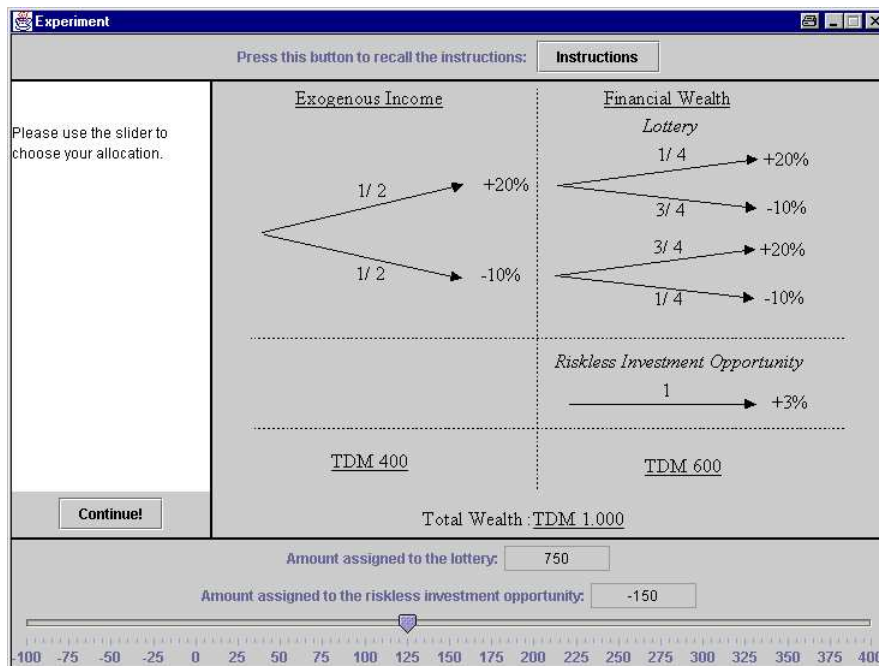 Experiment
Press this button to recall the instructions: Instructions
Please use the slider to
choose your allocation.
Exogenous Income
1/ 2
+20%
1/ 2
-10%
TDM 400
Financial Wealth
Lottery
1/ 4
+20%
3/ 4
-10%
3/ 4
+20%
1/ 4
-10%
Riskless Investment Opportunity
1
+3%
TDM 600
Total Wealth : TDM 1.000
Continue!
Amount assigned to the lottery: 750
Amount assigned to the riskless investment opportunity: -150
-100 -75 -50 -25 0 25 50 75 100 125 150 175 200 225 250 275 300 325 350 375 400